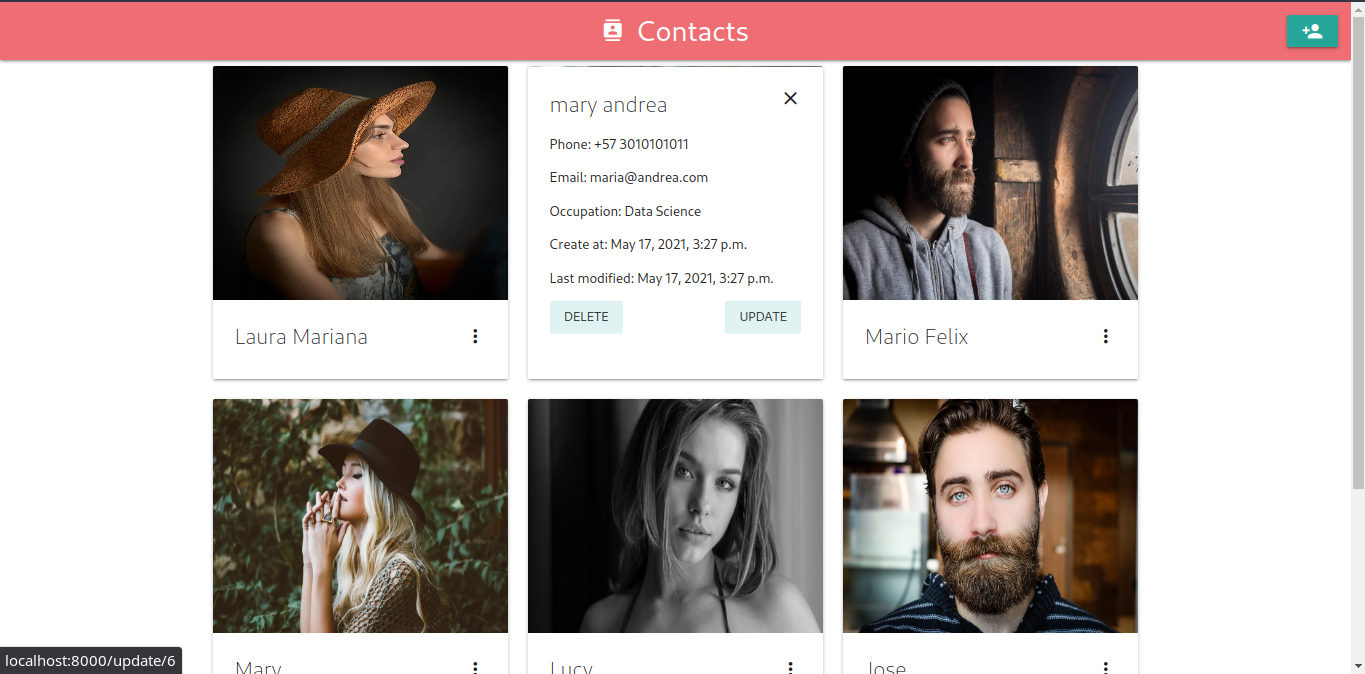 Contacts
mary andrea
Phone: +57 3010101011
Email: maria@andrea.com
Occupation: Data Science
Create at: May 17, 2021, 3:27 p.m.
Last modified: May 17, 2021, 3:27 p.m.
DELETE UPDATE
Laura Mariana
Mario Felix
Mary
Lucy
Jose
localhost:8000/update/6